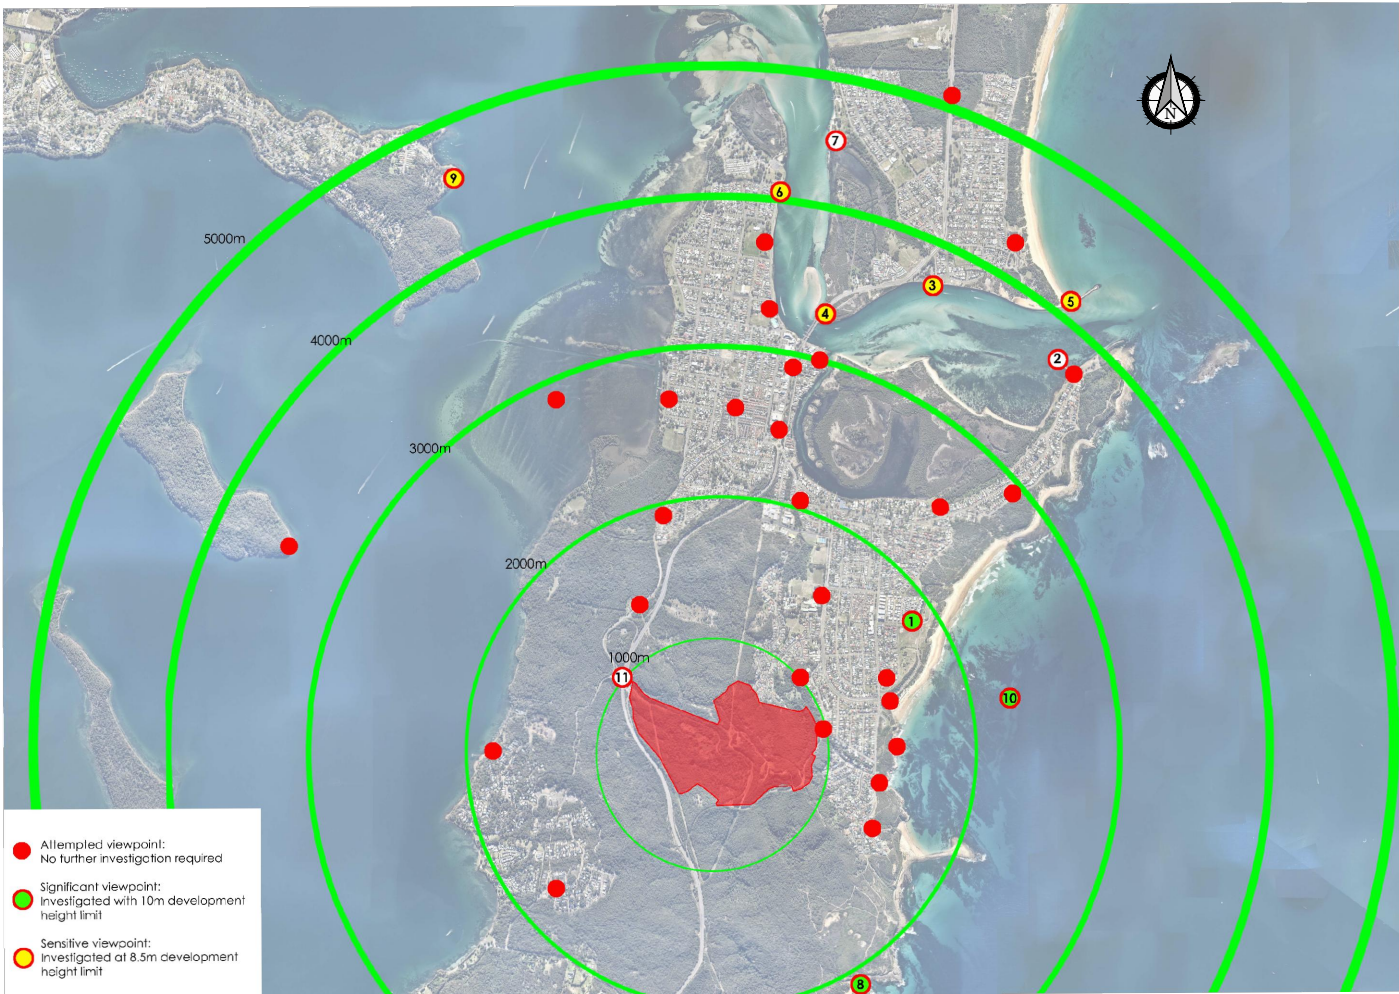 N
7
9
6
5000m
3
5
4
4000m
2
3000m
2000m
1
1000m
11
10
Attempted viewpoint:
No further investigation required
Significant viewpoint:
Investigated with 10m development
height limit
Sensitive viewpoint:
Investigated at 8.5m development
height limit
8